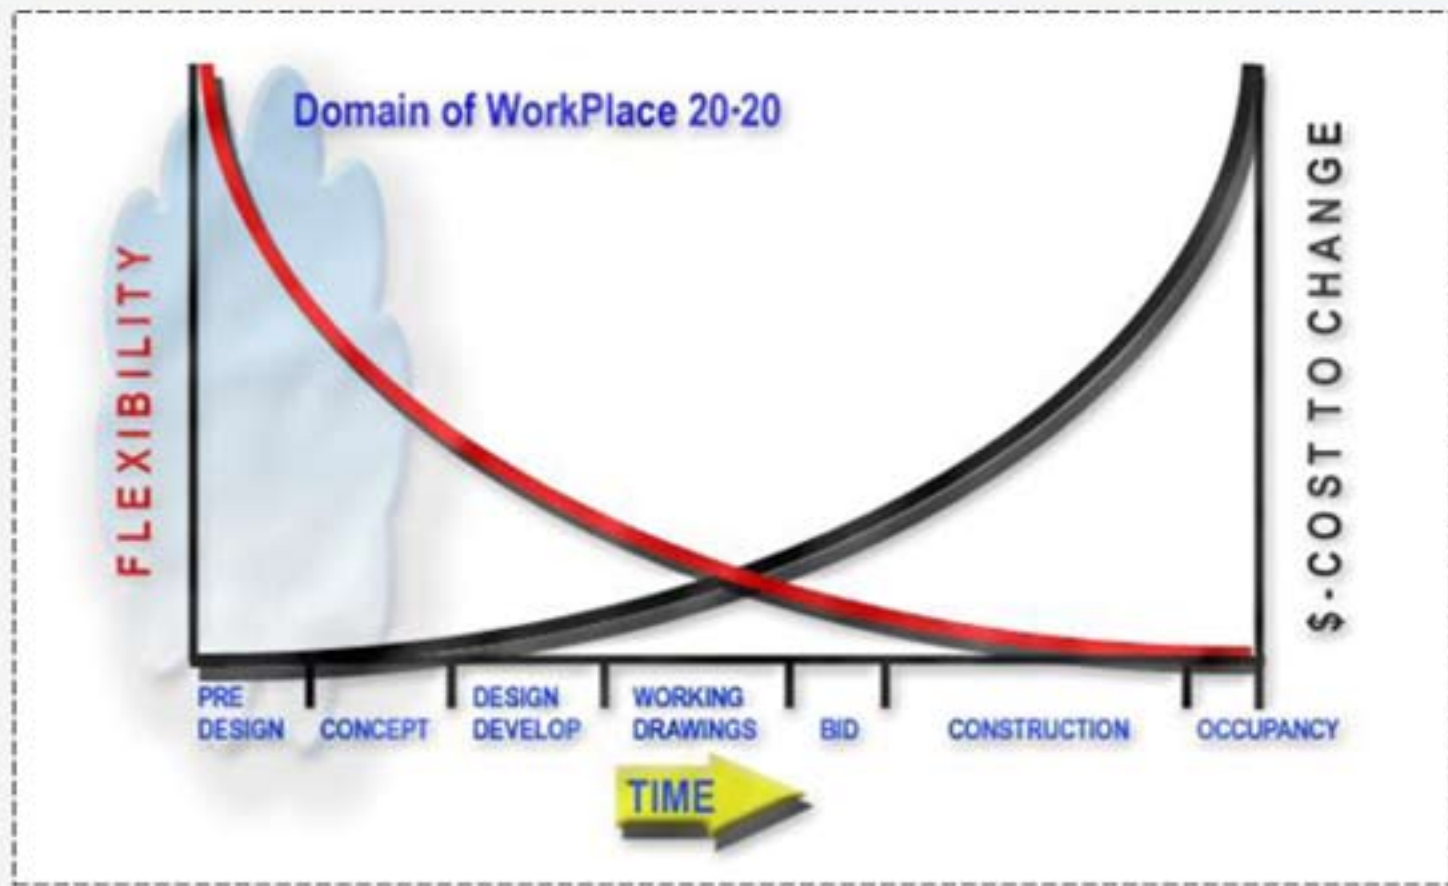 Domain of WorkPlace 20-20
FLEXIBILITY
$ - COST TO CHANGE
PRE
DESIGN
CONCEPT
DESIGN
DEVELOP
WORKING
DRAWINGS
BID
CONSTRUCTION
OCCUPANCY
TIME